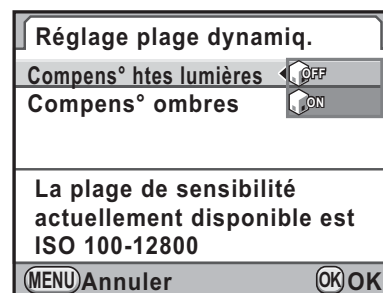 Réglage plage dynamiq.
Compens° htes lumières OFF
Compens° ombres ON
La plage de sensibilité
actuellement disponible est
ISO 100-12800
MENU Annuler OK OK